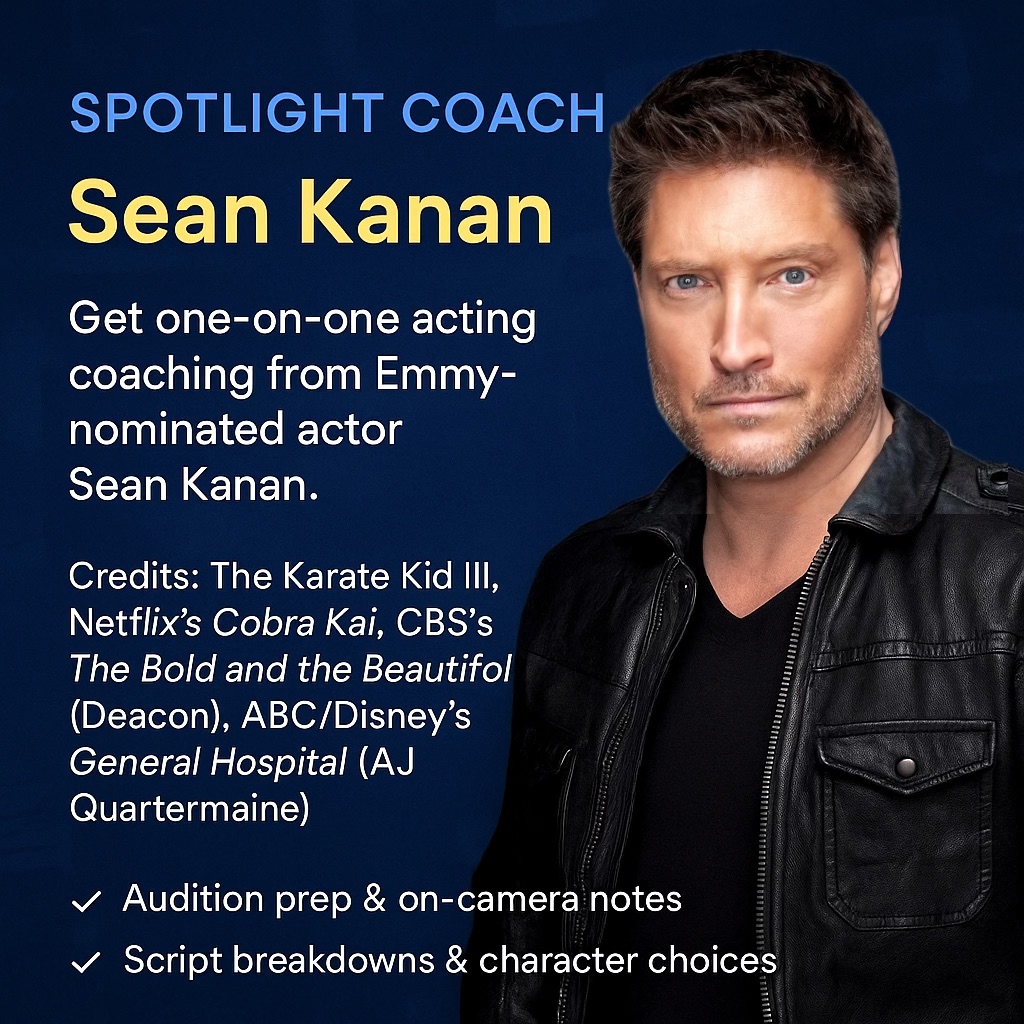 SPOTLIGHT COACH
Sean Kanan
Get one-on-one acting
coaching from Emmy-
nominated actor
Sean Kanan.
Credits: The Karate Kid III,
Netflix’s Cobra Kai, CBS’s
The Bold and the Beautifol
(Deacon), ABC/Disney’s
General Hospital (AJ
Quartermaine)
✓ Audition prep & on-camera notes
✓ Script breakdowns & character choices